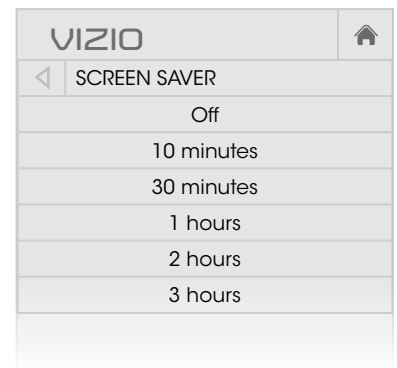 VIZIO
SCREEN SAVER
Off
10 minutes
30 minutes
1 hours
2 hours
3 hours